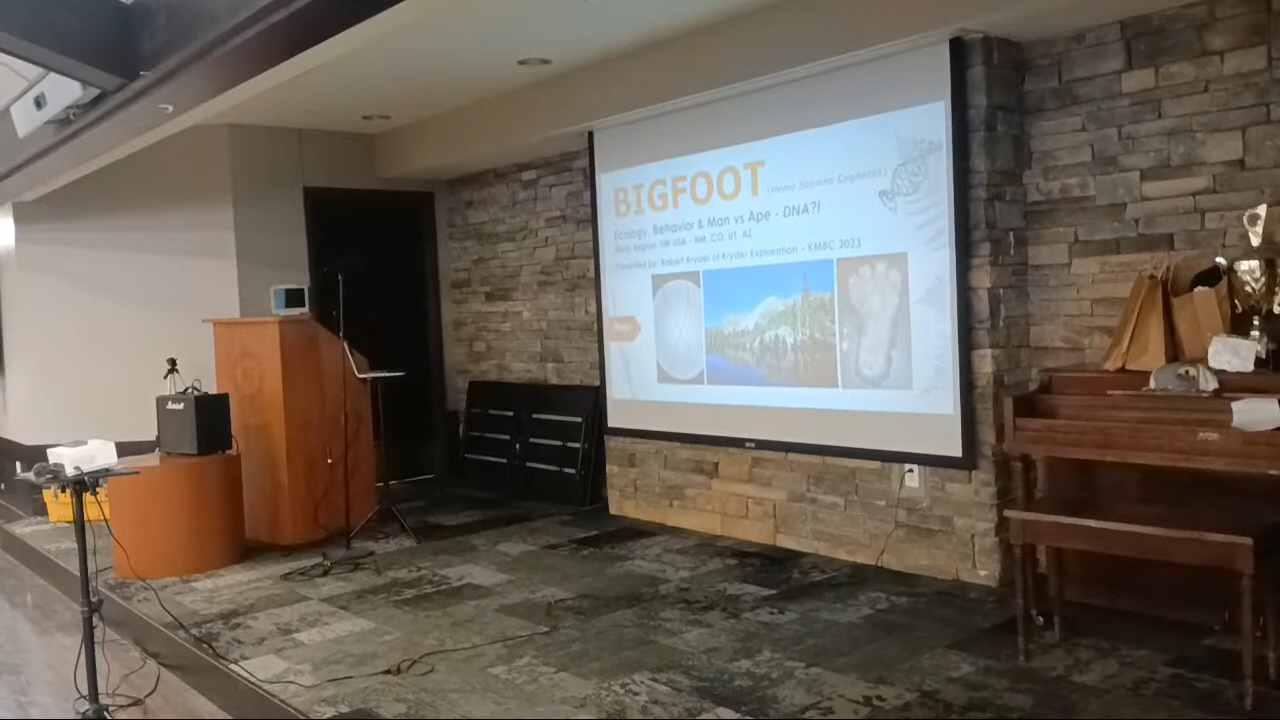 BIGFOOT (Homo Sapiens Cognatus)
Ecology, Behavior & Man vs Ape - DNA?!
Study Region: SW USA - NM, CO, UT, AZ
Presented by: Robert Kryder of Kryder Exploration - KMBC 2023
Marshall